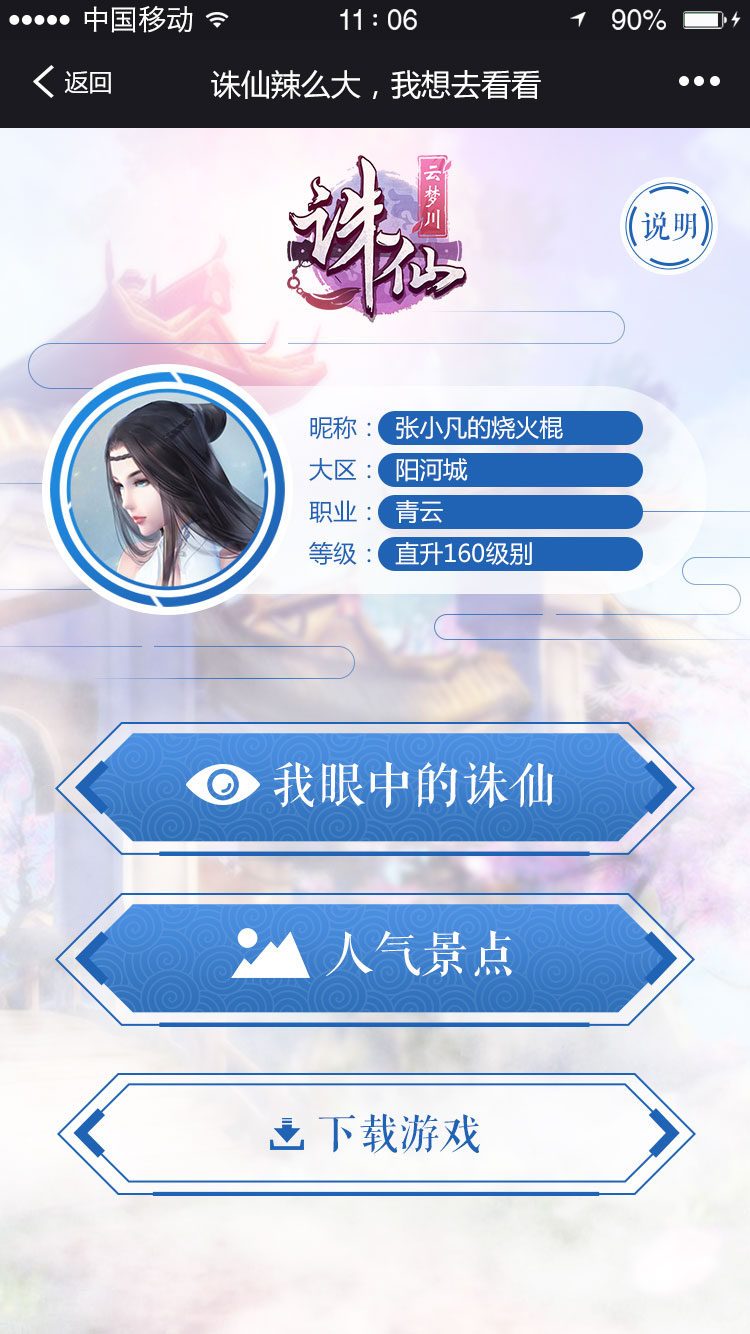 中国移动 11:06 90%
返回 诛仙辣么大，我想去看看
诛仙
云梦川
说明
昵称： 张小凡的烧火棍
大区： 阳河城
职业： 青云
等级： 直升160级别
我眼中的诛仙
人气景点
下载游戏